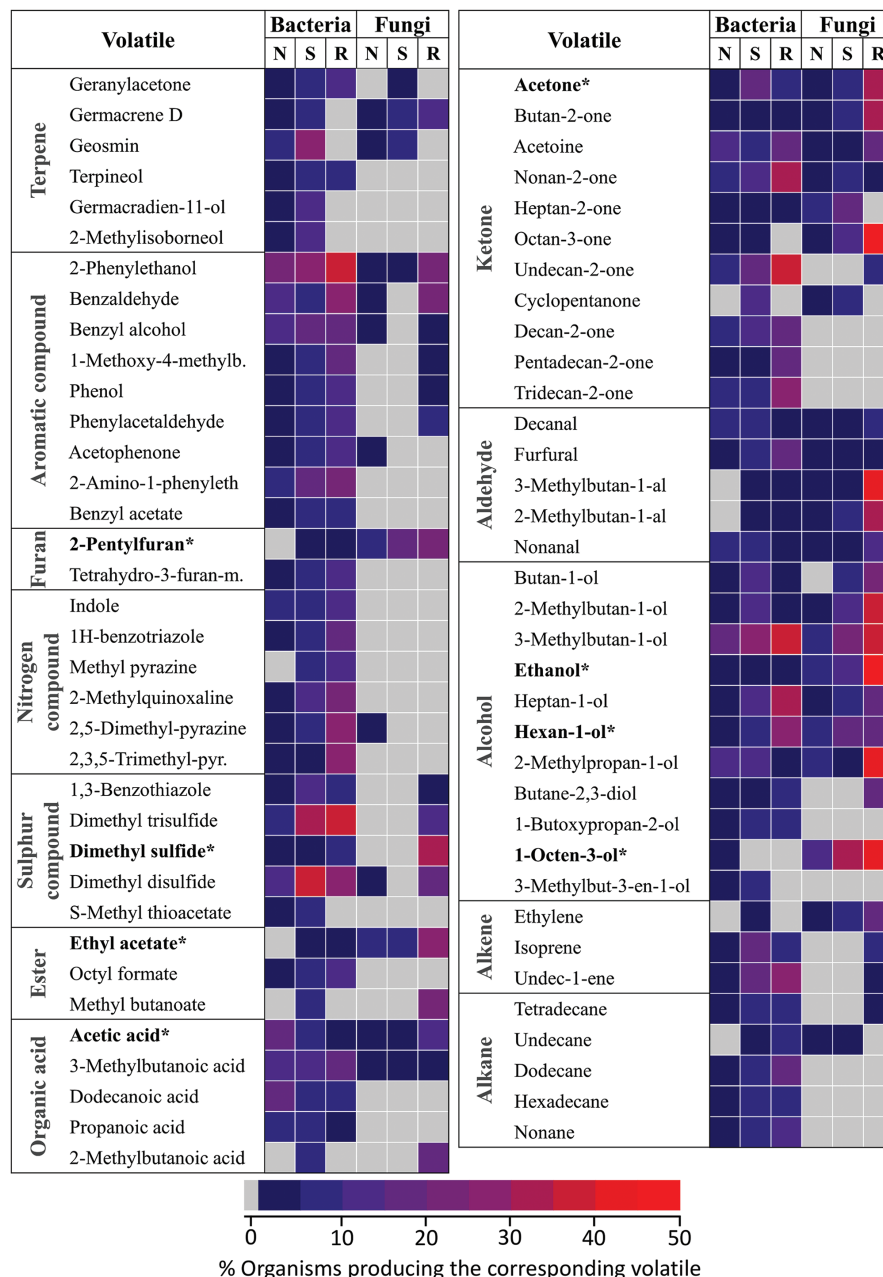 Volatile
Bacteria
Fungi
N S R N S R
Terpene
Geranylacetone
Germacrene D
Geosmin
Terpineol
Germacradien-11-ol
2-Methylisoborneol
Aromatic compound
2-Phenylethanol
Benzaldehyde
Benzyl alcohol
1-Methoxy-4-methylb.
Phenol
Phenylacetaldehyde
Acetophenone
2-Amino-1-phenyleth
Benzyl acetate
Furan
2-Pentylfuran*
Tetrahydro-3-furan-m.
Nitrogen
compound
Indole
1H-benzotriazole
Methyl pyrazine
2-Methylquinoxaline
2,5-Dimethyl-pyrazine
2,3,5-Trimethyl-pyr.
Sulphur
compound
1,3-Benzothiazole
Dimethyl trisulfide
Dimethyl sulfide*
Dimethyl disulfide
S-Methyl thioacetate
Ester
Ethyl acetate*
Octyl formate
Methyl butanoate
Organic acid
Acetic acid*
3-Methylbutanoic acid
Dodecanoic acid
Propanoic acid
2-Methylbutanoic acid
Volatile
Bacteria
Fungi
N S R N S R
Ketone
Acetone*
Butan-2-one
Acetoine
Nonan-2-one
Heptan-2-one
Octan-3-one
Undecan-2-one
Cyclopentanone
Decan-2-one
Pentadecan-2-one
Tridecan-2-one
Aldehyde
Decanal
Furfural
3-Methylbutan-1-al
2-Methylbutan-1-al
Nonanal
Alcohol
Butan-1-ol
2-Methylbutan-1-ol
3-Methylbutan-1-ol
Ethanol*
Heptan-1-ol
Hexan-1-ol*
2-Methylpropan-1-ol
Butane-2,3-diol
1-Butoxypropan-2-ol
1-Octen-3-ol*
3-Methylbut-3-en-1-ol
Alkene
Ethylene
Isoprene
Undec-1-ene
Alkane
Tetradecane
Undecane
Dodecane
Hexadecane
Nonane
0 10 20 30 40 50
% Organisms producing the corresponding volatile